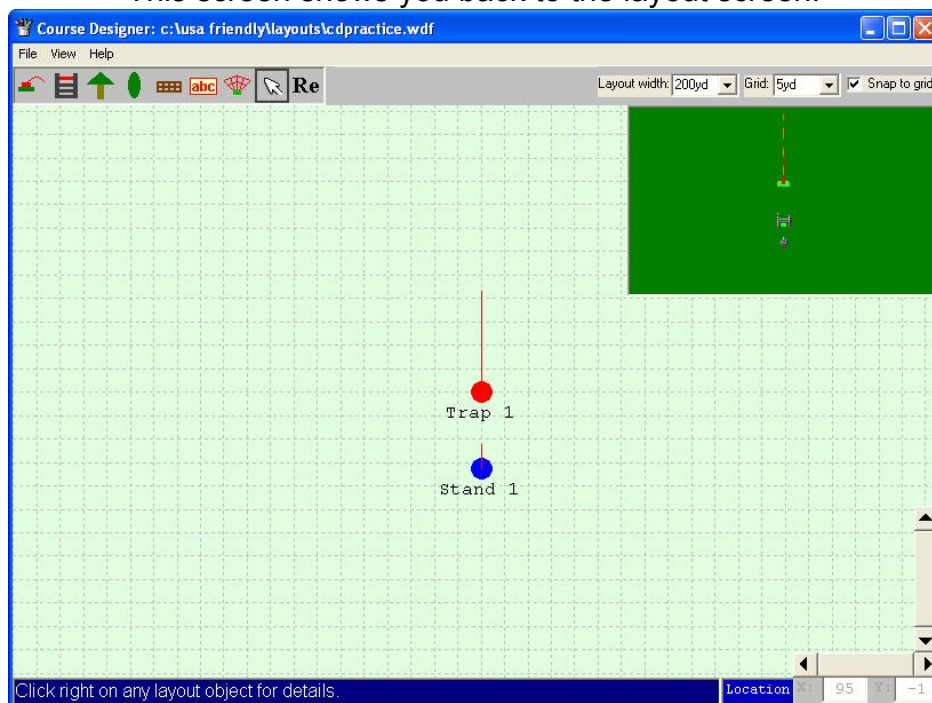 This screen shows you back to the layout screen.
Course Designer: c:\usa friendly\layouts\cdpractice.wdf
File View Help
abc Re Layout width: 200yd Grid: 5yd Snap to grid
Trap 1
Stand 1
Click right on any layout object for details. Location X: 95 Y: -1